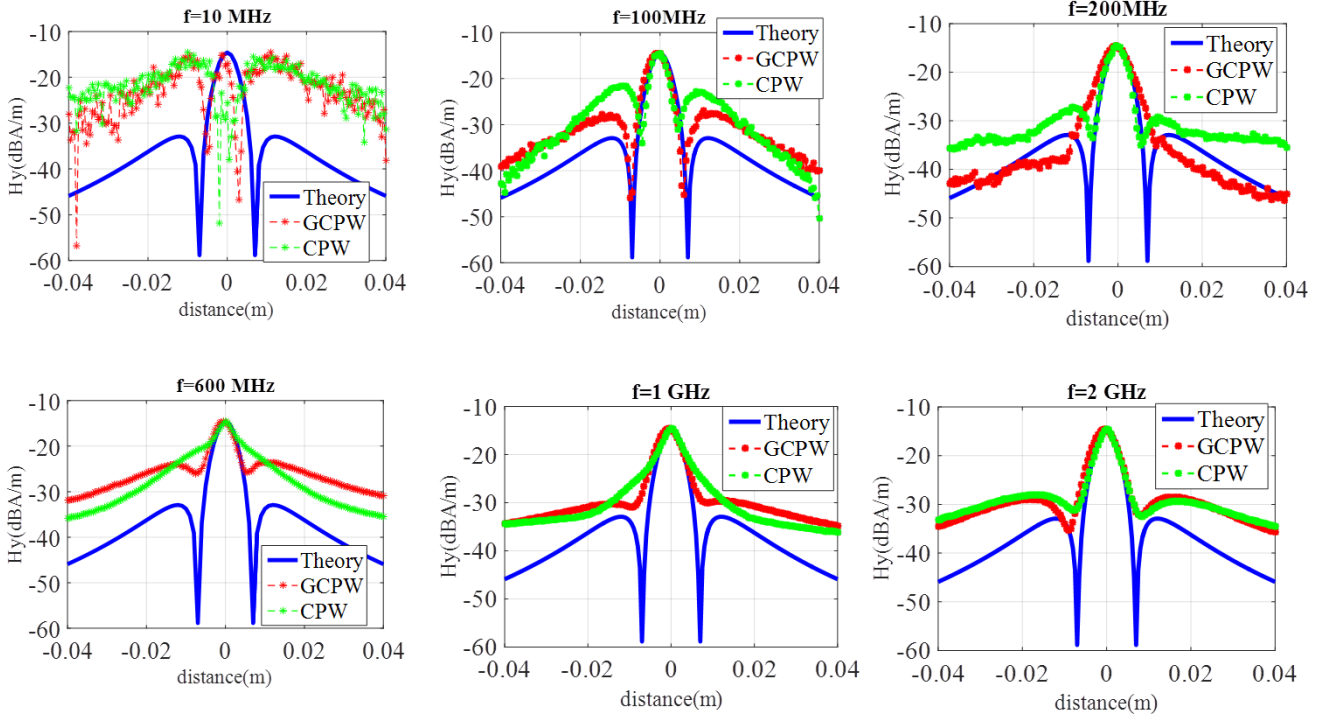 f=10 MHz
-10
-20
-30
-40
-50
-60
Hy(dBA/m)
Theory
GCPW
CPW
-0.04 -0.02 0 0.02 0.04
distance(m)
f=100MHz
-10
-20
-30
-40
-50
-60
Hy(dBA/m)
Theory
GCPW
CPW
-0.04 -0.02 0 0.02 0.04
distance(m)
f=200MHz
-10
-20
-30
-40
-50
-60
Hy(dBA/m)
Theory
GCPW
CPW
-0.04 -0.02 0 0.02 0.04
distance(m)
f=600 MHz
-10
-20
-30
-40
-50
-60
Hy(dBA/m)
Theory
GCPW
CPW
-0.04 -0.02 0 0.02 0.04
distance(m)
f=1 GHz
-10
-20
-30
-40
-50
-60
Hy(dBA/m)
Theory
GCPW
CPW
-0.04 -0.02 0 0.02 0.04
distance(m)
f=2 GHz
-10
-20
-30
-40
-50
-60
Hy(dBA/m)
Theory
GCPW
CPW
-0.04 -0.02 0 0.02 0.04
distance(m)